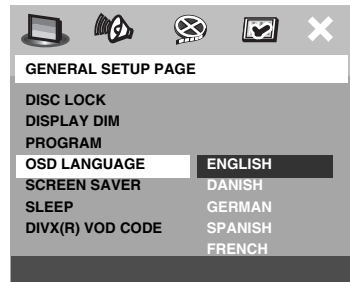 GENERAL SETUP PAGE
DISC LOCK
DISPLAY DIM
PROGRAM
OSD LANGUAGE ENGLISH
SCREEN SAVER DANISH
SLEEP GERMAN
DIVX(R) VOD CODE SPANISH
FRENCH